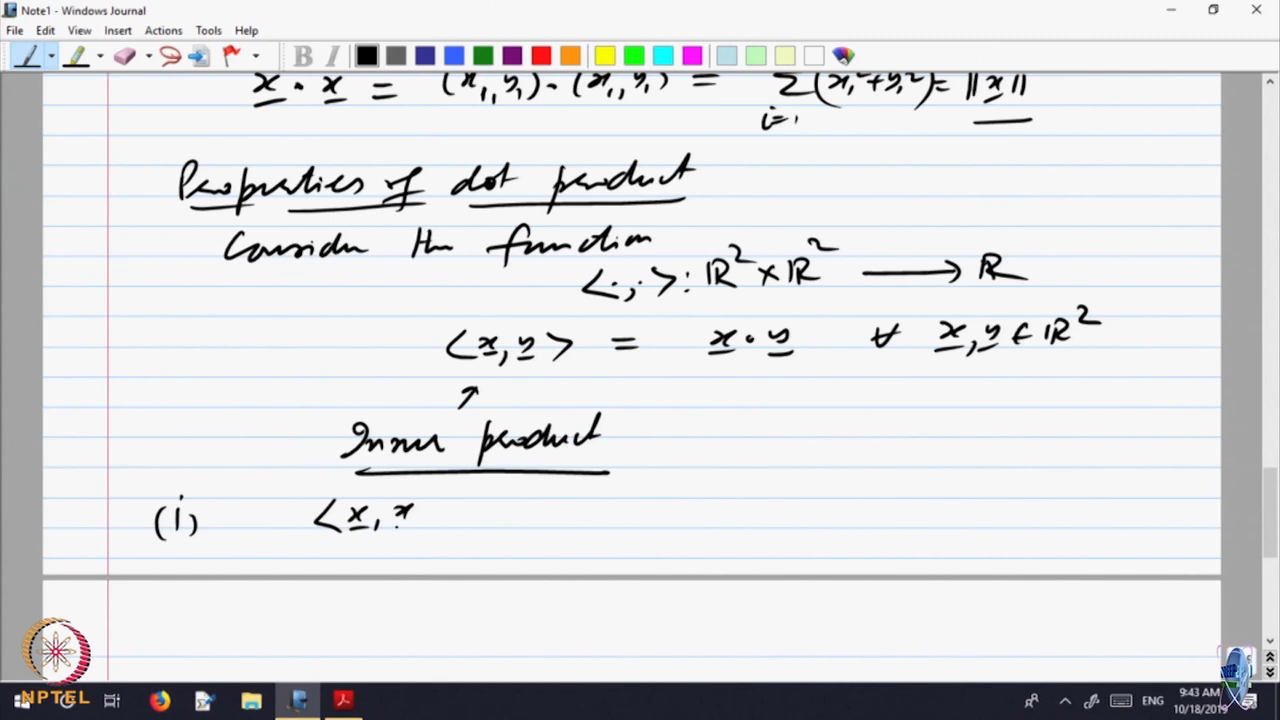 Note1 - Windows Journal
File Edit View Insert Actions Tools Help
B I
x · x = (x₁, y₁) · (x₁, y₁) = Σ(x₁²+y₁²) = ||x||
i=1
Properties of dot product
Consider the function
<·,·> : ℝ² × ℝ² ⟶ ℝ
<x, y> = x · y ∀ x, y ∈ ℝ²
↑
Inner product
(i) <x, x
NPTEL
ENG
9:43 AM
10/18/2019